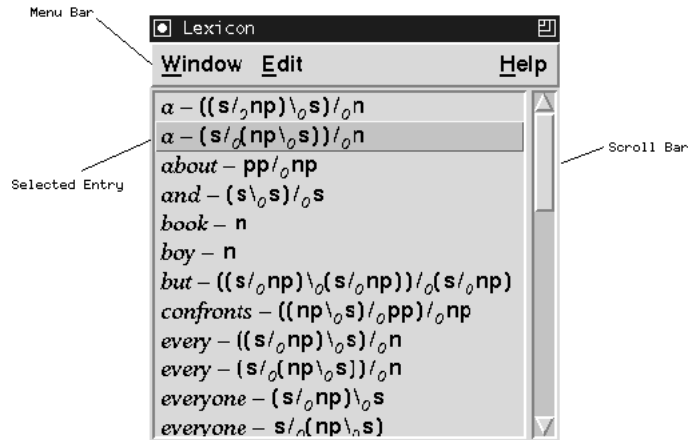 Menu Bar
Lexicon
Window Edit Help
a – ((s/₂np)\₀s)/₀n
a – (s/₀(np\₀s))/₀n
about – pp/₀np
and – (s\₀s)/₀s
book – n
boy – n
but – ((s/₀np)\₀(s/₀np))/₀(s/₀np)
confronts – ((np\₀s)/₀pp)/₀np
every – ((s/₀np)\₀s)/₀n
every – (s/₀(np\₀s))/₀n
everyone – (s/₀np)\₀s
everyone – s/₀(np\₀s)
Scroll Bar
Selected Entry